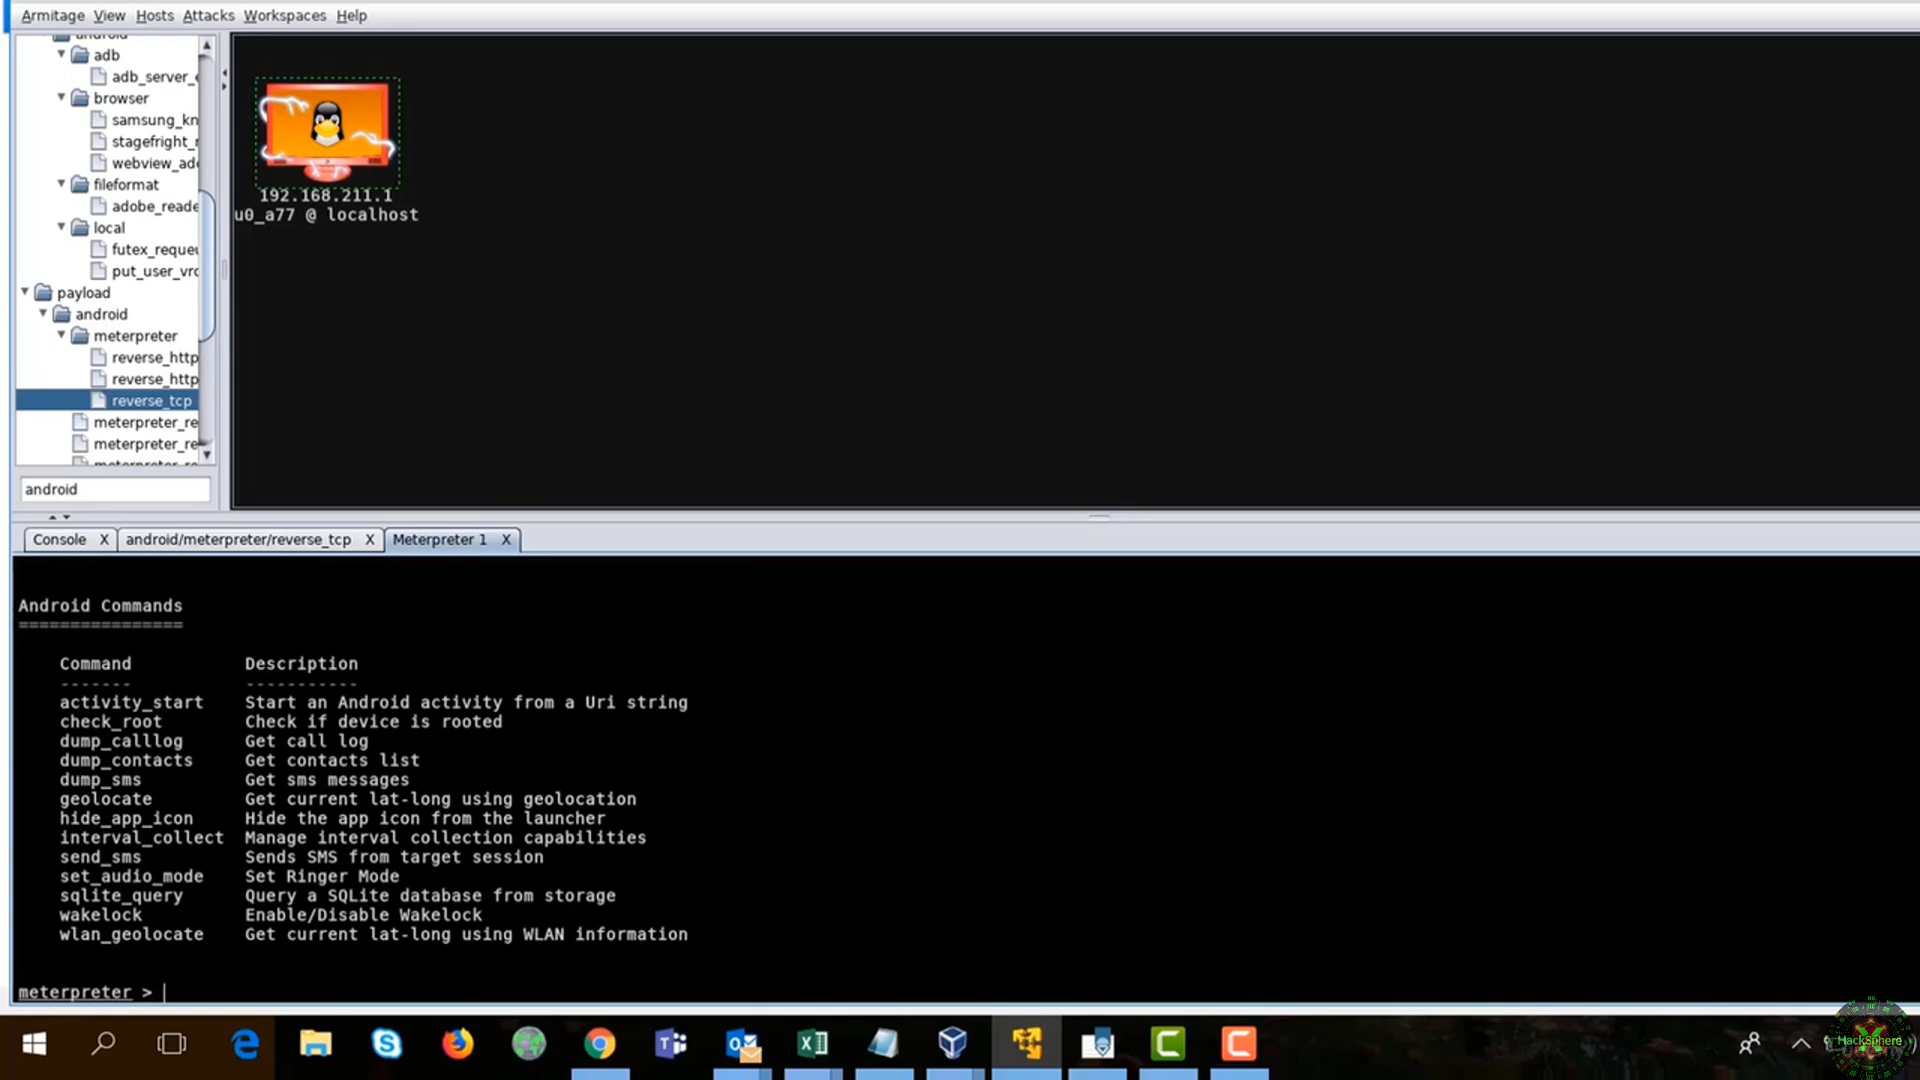 Armitage View Hosts Attacks Workspaces Help
android
adb
adb_server_e
browser
samsung_kn
stagefright_
webview_ad
fileformat
adobe_reade
local
futex_reque
put_user_vr
payload
android
meterpreter
reverse_http
reverse_http
reverse_tcp
meterpreter_re
meterpreter_re
meterpreter_re
android
192.168.211.1
u0_a77 @ localhost
Console X android/meterpreter/reverse_tcp X Meterpreter 1 X
Android Commands
================
Command Description
------- -----------
activity_start Start an Android activity from a Uri string
check_root Check if device is rooted
dump_calllog Get call log
dump_contacts Get contacts list
dump_sms Get sms messages
geolocate Get current lat-long using geolocation
hide_app_icon Hide the app icon from the launcher
interval_collect Manage interval collection capabilities
send_sms Sends SMS from target session
set_audio_mode Set Ringer Mode
sqlite_query Query a SQLite database from storage
wakelock Enable/Disable Wakelock
wlan_geolocate Get current lat-long using WLAN information
meterpreter >
HackSphere